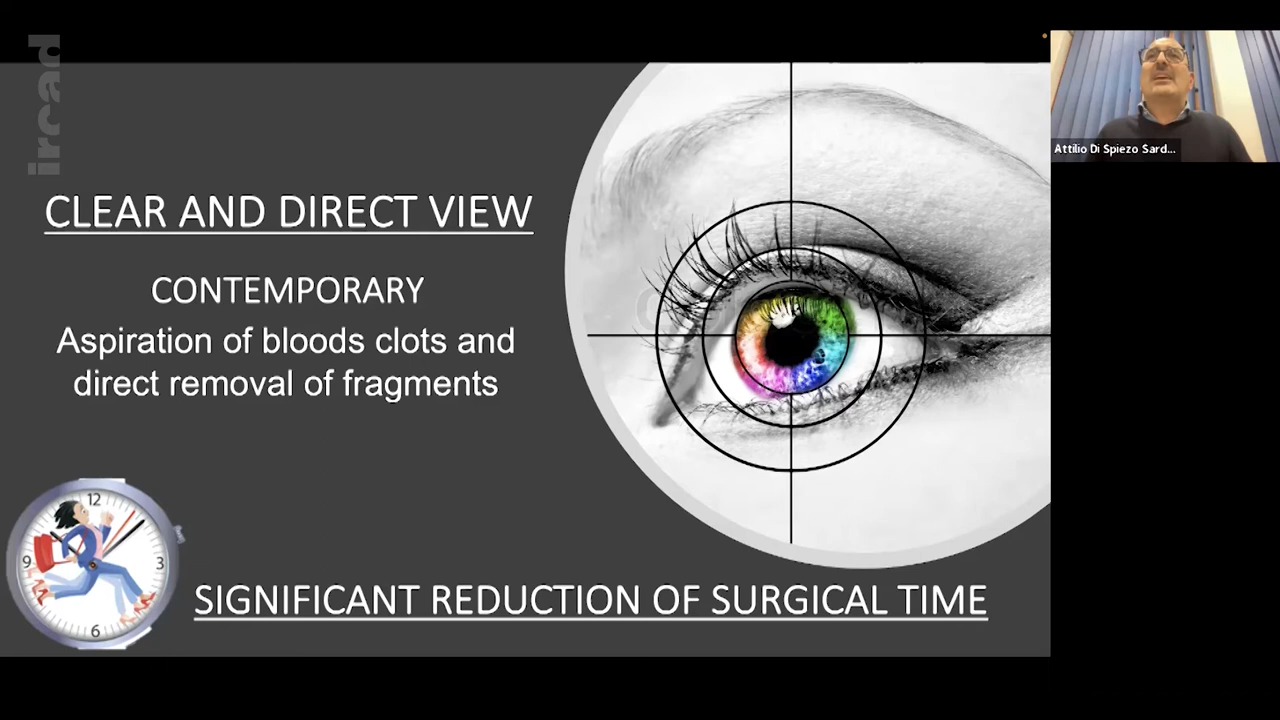 ircad
CLEAR AND DIRECT VIEW
CONTEMPORARY
Aspiration of bloods clots and
direct removal of fragments
12
9
3
6
SIGNIFICANT REDUCTION OF SURGICAL TIME
Attilio Di Spiezo Sard...